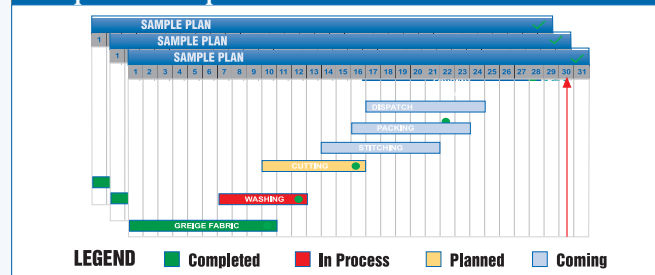 SAMPLE PLAN
1 SAMPLE PLAN
1 SAMPLE PLAN
1 2 3 4 5 6 7 8 9 10 11 12 13 14 15 16 17 18 19 20 21 22 23 24 25 26 27 28 29 30 31
DISPATCH
PACKING
STITCHING
CUTTING
WASHING
GREIGE FABRIC
LEGEND Completed In Process Planned Coming